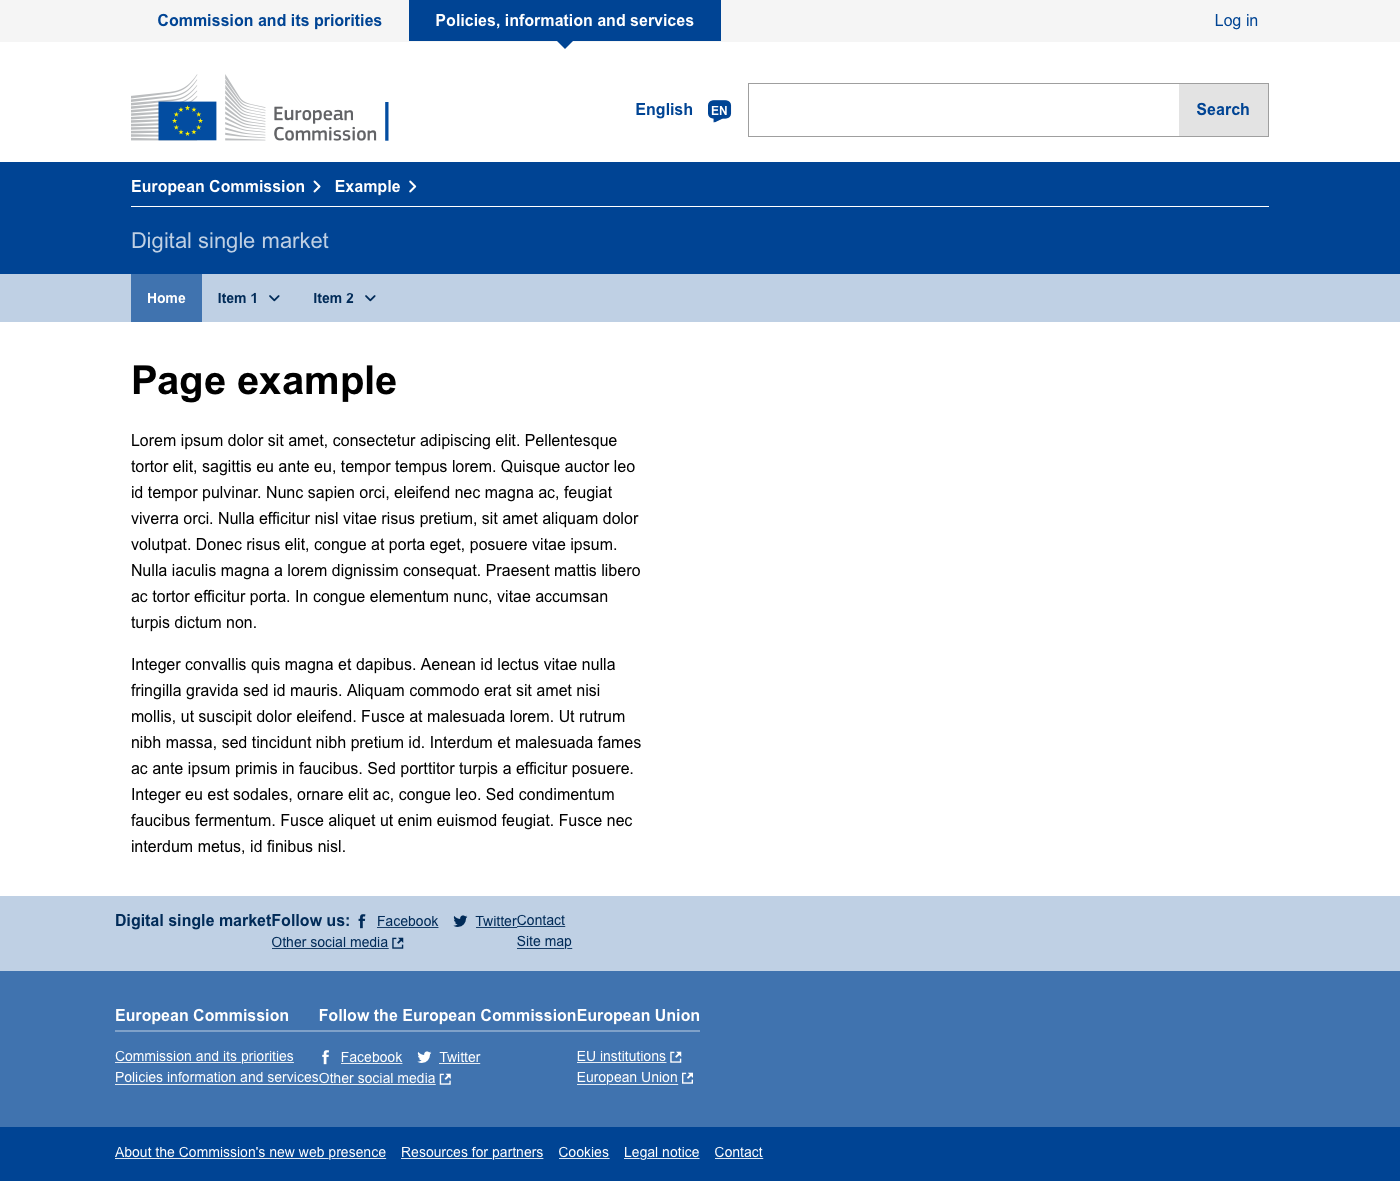 Commission and its priorities
Policies, information and services
Log in
European
Commission
English
EN
Search
European Commission
Example
Digital single market
Home
Item 1
Item 2
Page example
Lorem ipsum dolor sit amet, consectetur adipiscing elit. Pellentesque
tortor elit, sagittis eu ante eu, tempor tempus lorem. Quisque auctor leo
id tempor pulvinar. Nunc sapien orci, eleifend nec magna ac, feugiat
viverra orci. Nulla efficitur nisl vitae risus pretium, sit amet aliquam dolor
volutpat. Donec risus elit, congue at porta eget, posuere vitae ipsum.
Nulla iaculis magna a lorem dignissim consequat. Praesent mattis libero
ac tortor efficitur porta. In congue elementum nunc, vitae accumsan
turpis dictum non.
Integer convallis quis magna et dapibus. Aenean id lectus vitae nulla
fringilla gravida sed id mauris. Aliquam commodo erat sit amet nisi
mollis, ut suscipit dolor eleifend. Fusce at malesuada lorem. Ut rutrum
nibh massa, sed tincidunt nibh pretium id. Interdum et malesuada fames
ac ante ipsum primis in faucibus. Sed porttitor turpis a efficitur posuere.
Integer eu est sodales, ornare elit ac, congue leo. Sed condimentum
faucibus fermentum. Fusce aliquet ut enim euismod feugiat. Fusce nec
interdum metus, id finibus nisl.
Digital single market
Follow us: Facebook Twitter
Other social media
Contact
Site map
European Commission
Commission and its priorities
Policies information and services
Follow the European Commission
Facebook Twitter
Other social media
European Union
EU institutions
European Union
About the Commission's new web presence Resources for partners Cookies Legal notice Contact